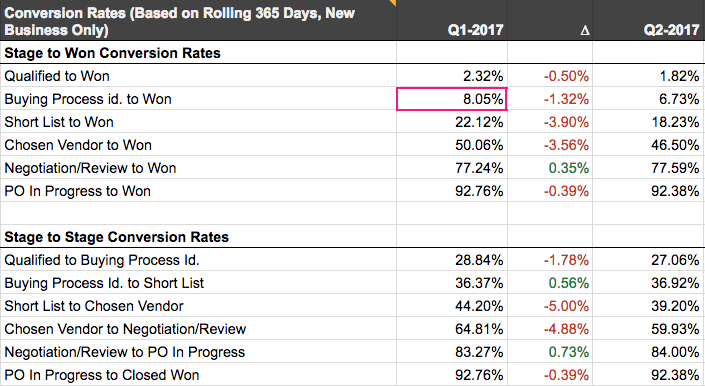 Conversion Rates (Based on Rolling 365 Days, New
Business Only) Q1-2017 Δ Q2-2017
Stage to Won Conversion Rates
Qualified to Won 2.32% -0.50% 1.82%
Buying Process id. to Won 8.05% -1.32% 6.73%
Short List to Won 22.12% -3.90% 18.23%
Chosen Vendor to Won 50.06% -3.56% 46.50%
Negotiation/Review to Won 77.24% 0.35% 77.59%
PO In Progress to Won 92.76% -0.39% 92.38%
Stage to Stage Conversion Rates
Qualified to Buying Process Id. 28.84% -1.78% 27.06%
Buying Process Id. to Short List 36.37% 0.56% 36.92%
Short List to Chosen Vendor 44.20% -5.00% 39.20%
Chosen Vendor to Negotiation/Review 64.81% -4.88% 59.93%
Negotiation/Review to PO In Progress 83.27% 0.73% 84.00%
PO In Progress to Closed Won 92.76% -0.39% 92.38%